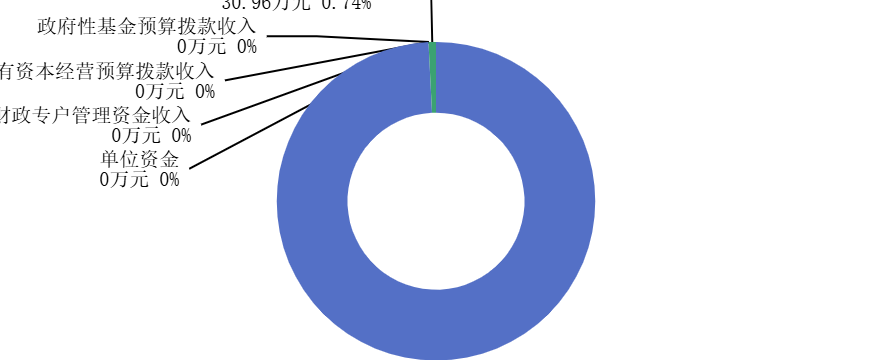 30.96万元 0.74%
政府性基金预算拨款收入
0万元 0%
有资本经营预算拨款收入
0万元 0%
财政专户管理资金收入
0万元 0%
单位资金
0万元 0%